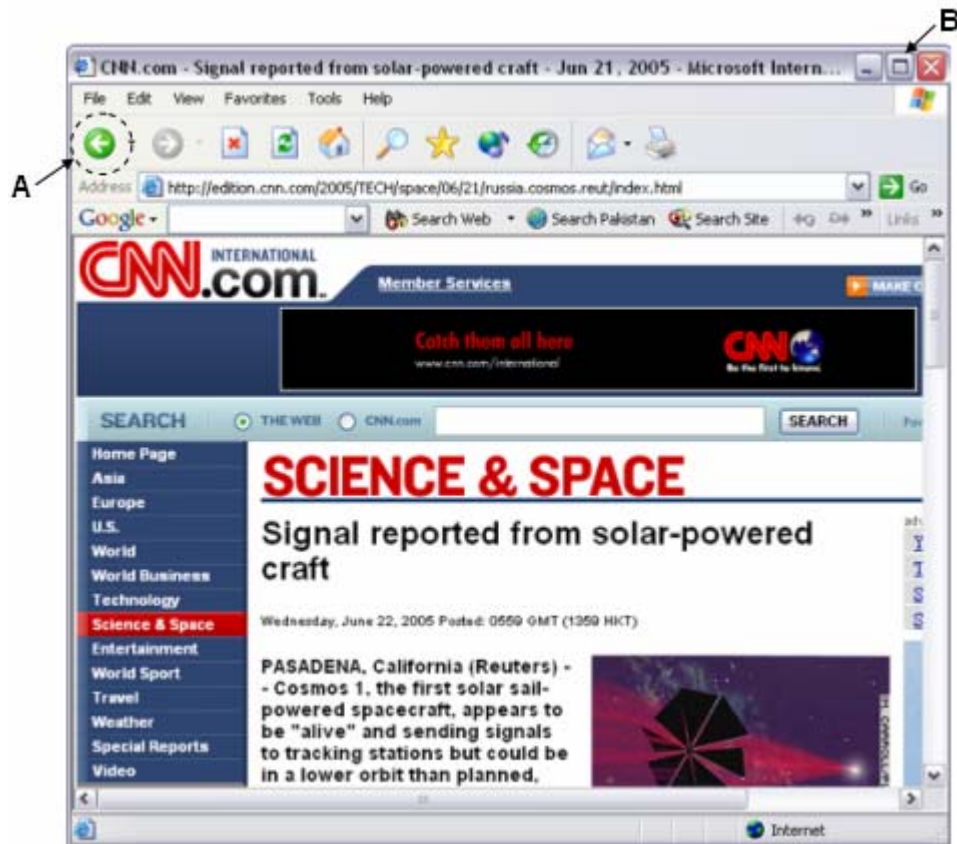 B
CNN.com - Signal reported from solar-powered craft - Jun 21, 2005 - Microsoft Intern...
File Edit View Favorites Tools Help
A
Address http://edition.cnn.com/2005/TECH/space/06/21/russia.cosmos.reut/index.html Go
Google Search Web Search Pakistan Search Site Links
CNN.com INTERNATIONAL
Member Services
MAKE
Catch them all here
www.cnn.com/international
CNN
Be the first to know.
SEARCH THE WEB CNN.com SEARCH
Home Page
Asia
Europe
U.S.
World
World Business
Technology
Science & Space
Entertainment
World Sport
Travel
Weather
Special Reports
Video
SCIENCE & SPACE
Signal reported from solar-powered
craft
Wednesday, June 22, 2005 Posted: 0559 GMT (1359 HKT)
PASADENA, California (Reuters) -
- Cosmos 1, the first solar sail-
powered spacecraft, appears to
be "alive" and sending signals
to tracking stations but could be
in a lower orbit than planned,
Internet